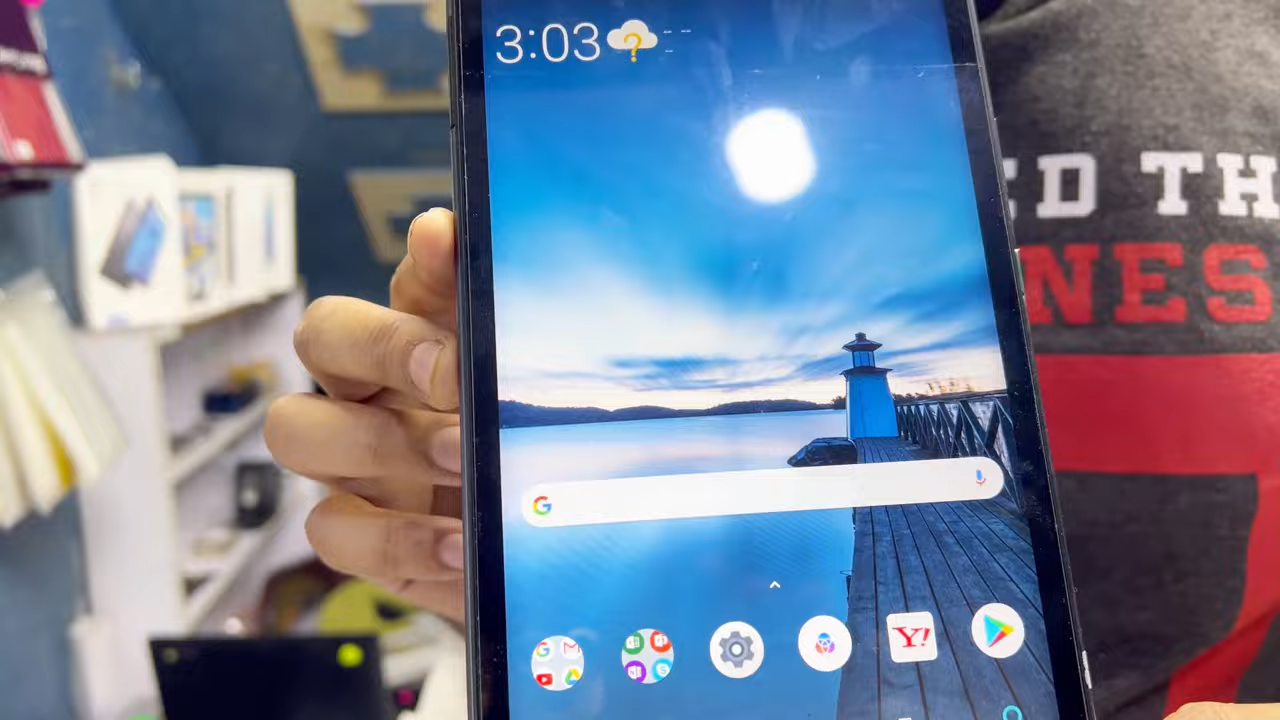 3:03
?
-- --
--
ED TH
NES
G
G M
Y!